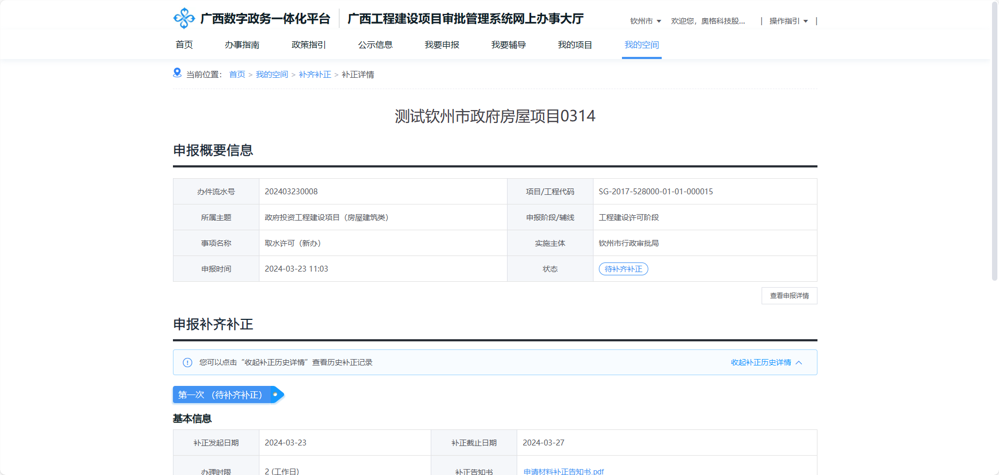 广西数字政务一体化平台 广西工程建设项目审批管理系统网上办事大厅 钦州市 欢迎您，奥格科技股... | 操作指引 |
首页 办事指南 政策指引 公示信息 我要申报 我要辅导 我的项目 我的空间
当前位置： 首页 > 我的空间 > 补齐补正 > 补正详情
测试钦州市政府房屋项目0314
申报概要信息
办件流水号 202403230008 项目/工程代码 SG-2017-528000-01-01-000015
所属主题 政府投资工程建设项目（房屋建筑类） 申报阶段/辅线 工程建设许可阶段
事项名称 取水许可（新办） 实施主体 钦州市行政审批局
申报时间 2024-03-23 11:03 状态 待补齐补正
查看申报详情
申报补齐补正
您可以点击“收起补正历史详情”查看历史补正记录 收起补正历史详情
第一次 （待补齐补正）
基本信息
补正发起日期 2024-03-23 补正截止日期 2024-03-27
办理时限 2 (工作日) 补正告知书 申请材料补正告知书.pdf